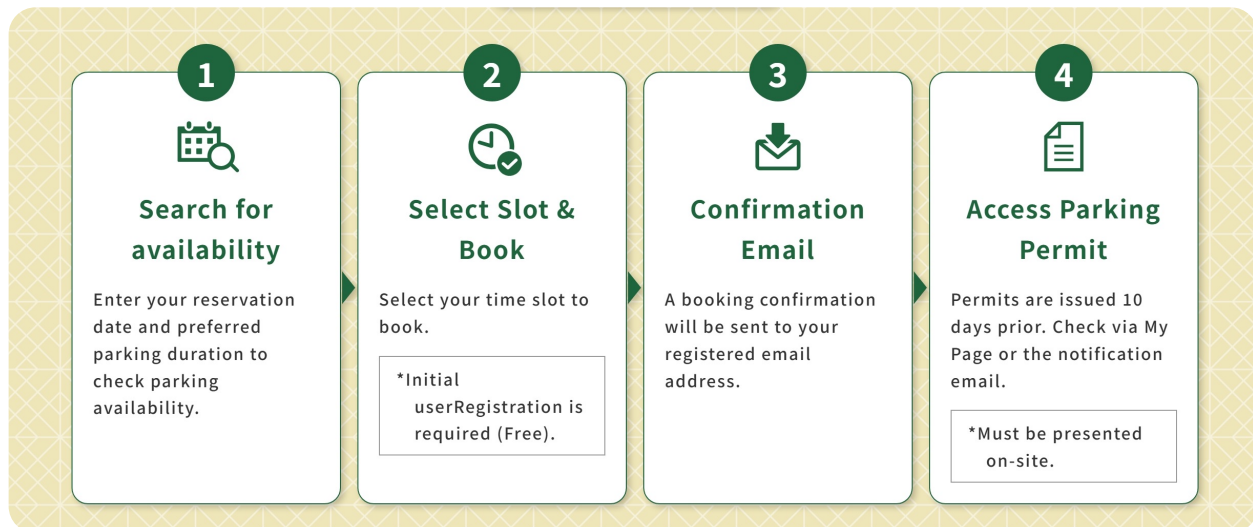 1
Search for
availability
Enter your reservation
date and preferred
parking duration to
check parking
availability.
2
Select Slot &
Book
Select your time slot to
book.
*Initial
userRegistration is
required (Free).
3
Confirmation
Email
A booking confirmation
will be sent to your
registered email
address.
4
Access Parking
Permit
Permits are issued 10
days prior. Check via My
Page or the notification
email.
*Must be presented
on-site.